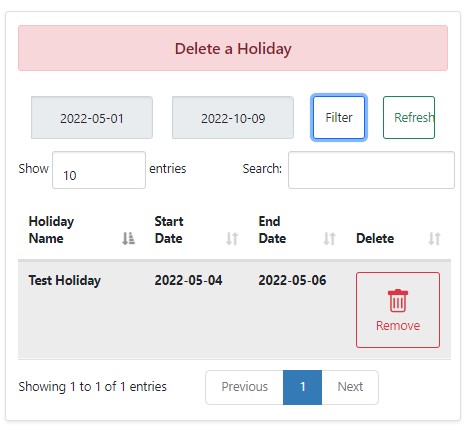 Delete a Holiday
2022-05-01 2022-10-09 Filter Refresh
Show 10 entries Search:
Holiday Name Start Date End Date Delete
Test Holiday 2022-05-04 2022-05-06 Remove
Showing 1 to 1 of 1 entries Previous 1 Next